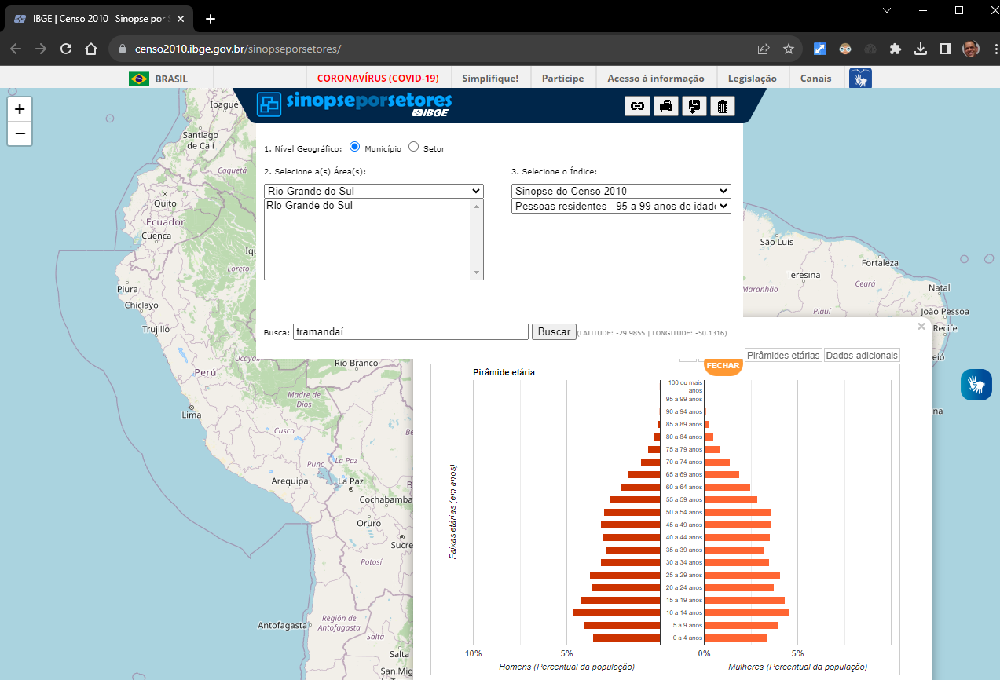 IBGE | Censo 2010 | Sinopse por S
censo2010.ibge.gov.br/sinopseporsetores/
BRASIL
CORONAVÍRUS (COVID-19)
Simplifique!
Participe
Acesso à informação
Legislação
Canais
+
−
sinopseporsetores
IBGE
1. Nível Geográfico: Município Setor
2. Selecione a(s) Área(s):
3. Selecione o Índice:
Rio Grande do Sul
Sinopse do Censo 2010
Rio Grande do Sul
Pessoas residentes - 95 a 99 anos de idade
Busca: tramandaí Buscar (LATITUDE: -29.9855 | LONGITUDE: -50.1316)
×
Pirâmides etárias
Dados adicionais
FECHAR
Pirâmide etária
100 ou mais
anos
95 a 99 anos
90 a 94 anos
85 a 89 anos
80 a 84 anos
75 a 79 anos
70 a 74 anos
65 a 69 anos
60 a 64 anos
55 a 59 anos
50 a 54 anos
45 a 49 anos
40 a 44 anos
35 a 39 anos
30 a 34 anos
25 a 29 anos
20 a 24 anos
15 a 19 anos
10 a 14 anos
5 a 9 anos
0 a 4 anos
Faixas etárias (em anos)
10% 5% .. 0% 5% ..
Homens (Percentual da população)
Mulheres (Percentual da população)
Ibagué
Santiago
de Cali
Caquetá
Quito
Ecuador
Cuenca
Iqu
Loreto
Piura
Chiclayo
Trujillo
Ucayali
Rio Branco
Perú
Madre de
Dios
Lima
Cusco
Be
Puno
La Paz
Arequipa
La Paz
Cochabamba
Oruro
Sucre
Potosí
Región de
Antofagasta
Antofagasta
Salta
Salta
San Mig
B
São Luís
Fortaleza
Teresina
Ceará
Maranhão
Natal
Piauí
João Pessoa
Recife
eió
na